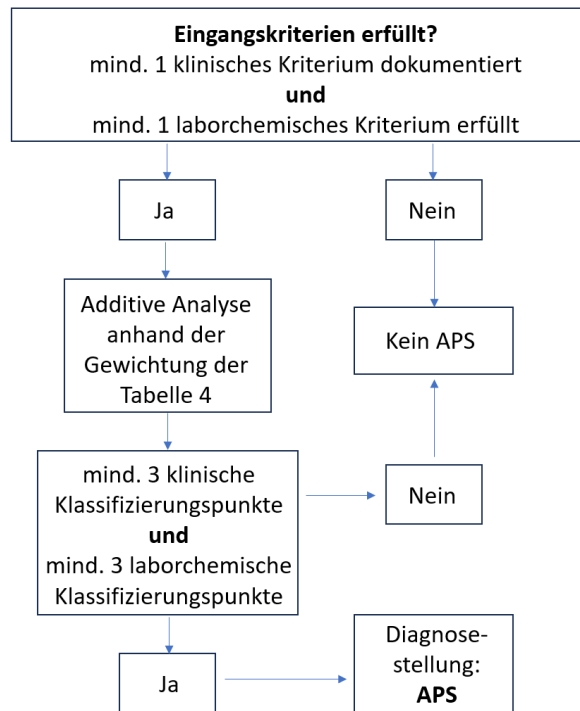 Eingangskriterien erfüllt?
mind. 1 klinisches Kriterium dokumentiert
und
mind. 1 laborchemisches Kriterium erfüllt
Ja
Nein
Additive Analyse
anhand der
Gewichtung der
Tabelle 4
Kein APS
mind. 3 klinische
Klassifizierungspunkte
und
mind. 3 laborchemische
Klassifizierungspunkte
Nein
Ja
Diagnose-
stellung:
APS